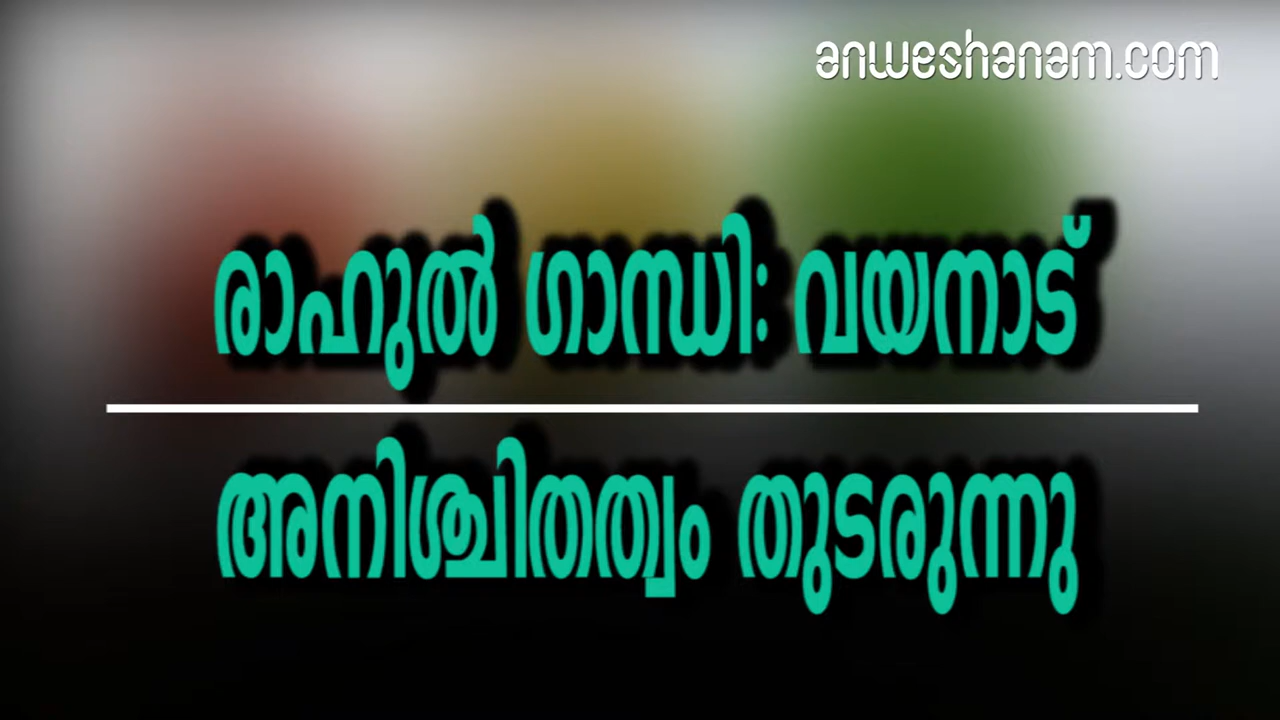 anweshanam.com
രാഹുൽ ഗാന്ധി: വയനാട്
അനിശ്ചിതത്വം തുടരുന്നു